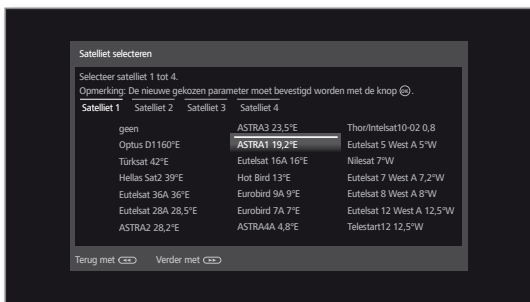 Satelliet selecteren
Selecteer satelliet 1 tot 4.
Opmerking: De nieuwe gekozen parameter moet bevestigd worden met de knop OK.
Satelliet 1 Satelliet 2 Satelliet 3 Satelliet 4
geen ASTRA3 23,5°E Thor/Intelsat10-02 0,8
Optus D1160°E ASTRA1 19,2°E Eutelsat 5 West A 5°W
Türksat 42°E Eutelsat 16A 16°E Nilesat 7°W
Hellas Sat2 39°E Hot Bird 13°E Eutelsat 7 West A 7,2°W
Eutelsat 36A 36°E Eurobird 9A 9°E Eutelsat 8 West A 8°W
Eutelsat 28A 28,5°E Eurobird 7A 7°E Eutelsat 12 West A 12,5°W
ASTRA2 28,2°E ASTRA4A 4,8°E Telestart12 12,5°W
Terug met Verder met